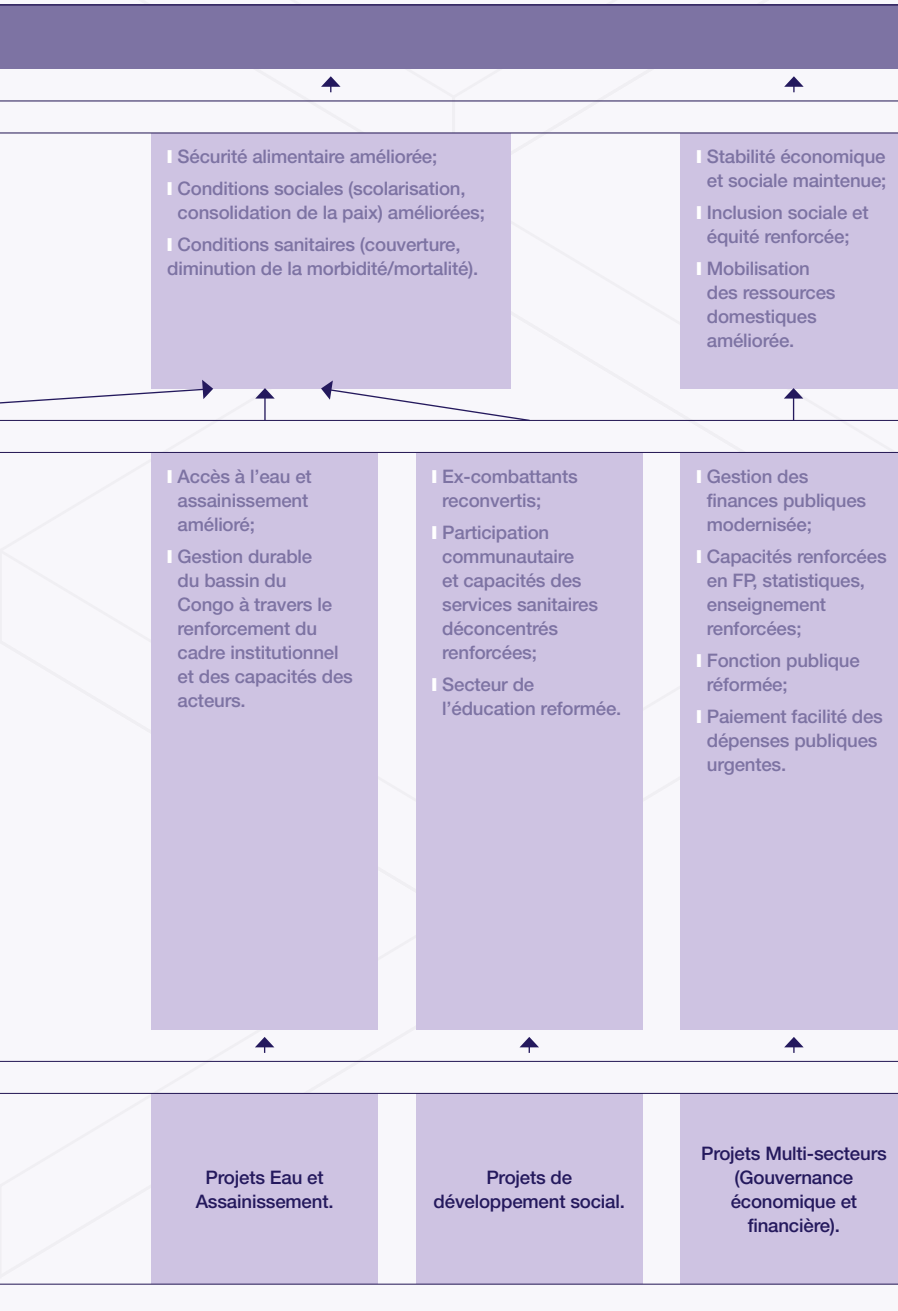 Sécurité alimentaire améliorée;
Conditions sociales (scolarisation,
consolidation de la paix) améliorées;
Conditions sanitaires (couverture,
diminution de la morbidité/mortalité).
Stabilité économique
et sociale maintenue;
Inclusion sociale et
équité renforcée;
Mobilisation
des ressources
domestiques
améliorée.
Accès à l'eau et
assainissement
amélioré;
Gestion durable
du bassin du
Congo à travers le
renforcement du
cadre institutionnel
et des capacités des
acteurs.
Ex-combattants
reconvertis;
Participation
communautaire
et capacités des
services sanitaires
déconcentrés
renforcées;
Secteur de
l'éducation reformée.
Gestion des
finances publiques
modernisée;
Capacités renforcées
en FP, statistiques,
enseignement
renforcées;
Fonction publique
réformée;
Paiement facilité des
dépenses publiques
urgentes.
Projets Eau et
Assainissement.
Projets de
développement social.
Projets Multi-secteurs
(Gouvernance
économique et
financière).